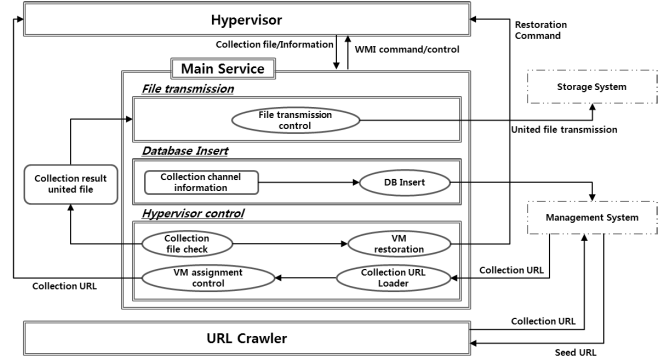 Hypervisor
Restoration
Command
Collection file/Information
WMI command/control
Main Service
File transmission
File transmission
control
Storage System
United file transmission
Database Insert
Collection result
united file
Collection channel
information
DB Insert
Hypervisor control
Management System
Collection
file check
VM
restoration
VM assignment
control
Collection URL
Loader
Collection URL
Collection URL
URL Crawler
Collection URL
Seed URL